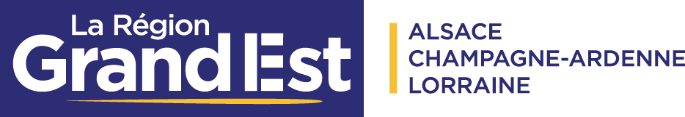 La Région
Grand Est
ALSACE
CHAMPAGNE-ARDENNE
LORRAINE